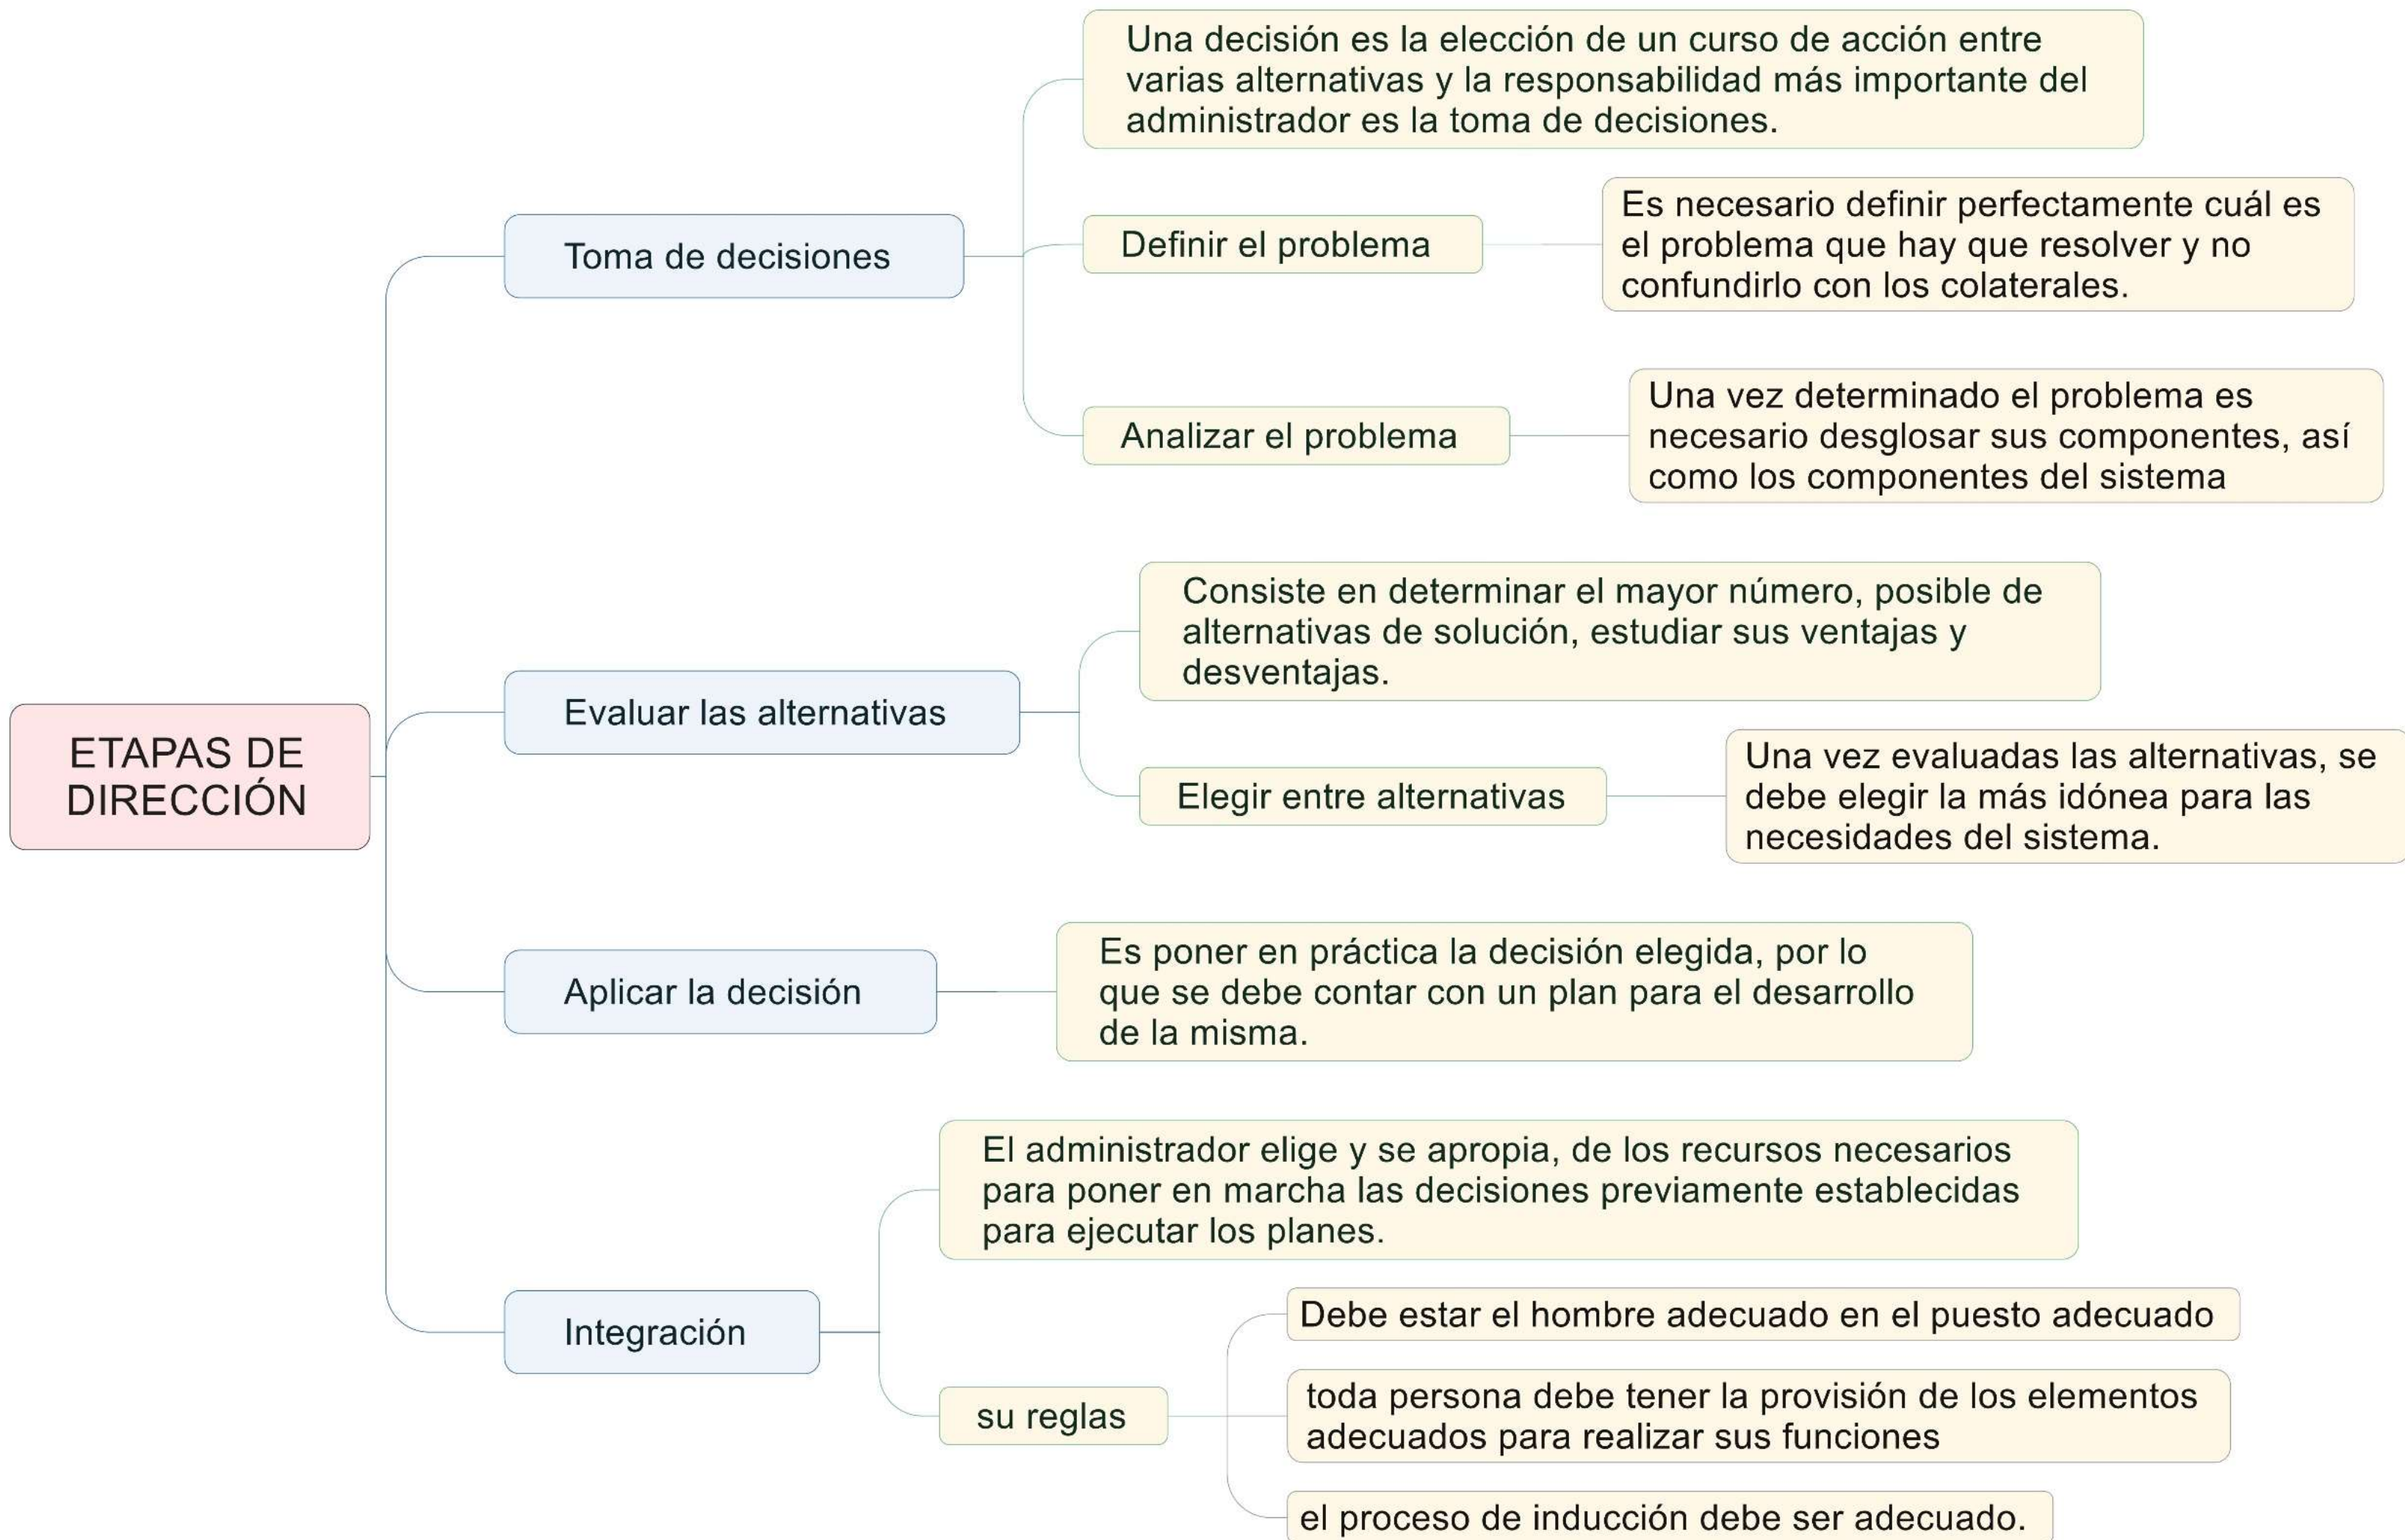 ETAPAS DE
DIRECCIÓN
Toma de decisiones
Una decisión es la elección de un curso de acción entre
varias alternativas y la responsabilidad más importante del
administrador es la toma de decisiones.
Definir el problema
Es necesario definir perfectamente cuál es
el problema que hay que resolver y no
confundirlo con los colaterales.
Analizar el problema
Una vez determinado el problema es
necesario desglosar sus componentes, así
como los componentes del sistema
Evaluar las alternativas
Consiste en determinar el mayor número, posible de
alternativas de solución, estudiar sus ventajas y
desventajas.
Elegir entre alternativas
Una vez evaluadas las alternativas, se
debe elegir la más idónea para las
necesidades del sistema.
Aplicar la decisión
Es poner en práctica la decisión elegida, por lo
que se debe contar con un plan para el desarrollo
de la misma.
Integración
El administrador elige y se apropia, de los recursos necesarios
para poner en marcha las decisiones previamente establecidas
para ejecutar los planes.
su reglas
Debe estar el hombre adecuado en el puesto adecuado
toda persona debe tener la provisión de los elementos
adecuados para realizar sus funciones
el proceso de inducción debe ser adecuado.